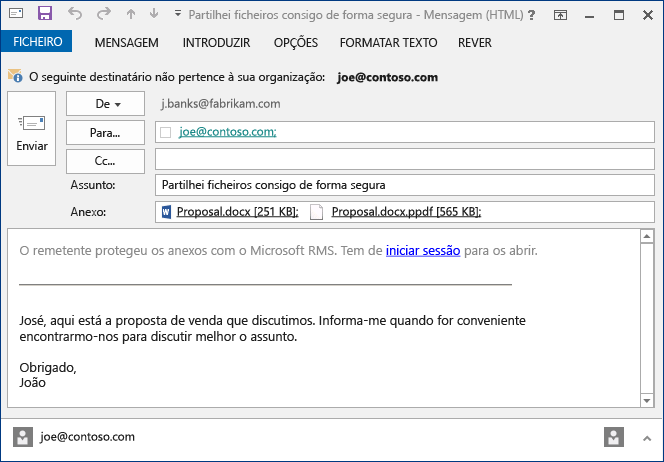 Partilhei ficheiros consigo de forma segura - Mensagem (HTML) ?
FICHEIRO MENSAGEM INTRODUZIR OPÇÕES FORMATAR TEXTO REVER
O seguinte destinatário não pertence à sua organização: joe@contoso.com
Enviar
De j.banks@fabrikam.com
Para... joe@contoso.com;
Cc...
Assunto: Partilhei ficheiros consigo de forma segura
Anexo: Proposal.docx [251 KB]; Proposal.docx.ppdf [565 KB];
O remetente protegeu os anexos com o Microsoft RMS. Tem de iniciar sessão para os abrir.
José, aqui está a proposta de venda que discutimos. Informa-me quando for conveniente
encontrarmo-nos para discutir melhor o assunto.
Obrigado,
João
joe@contoso.com